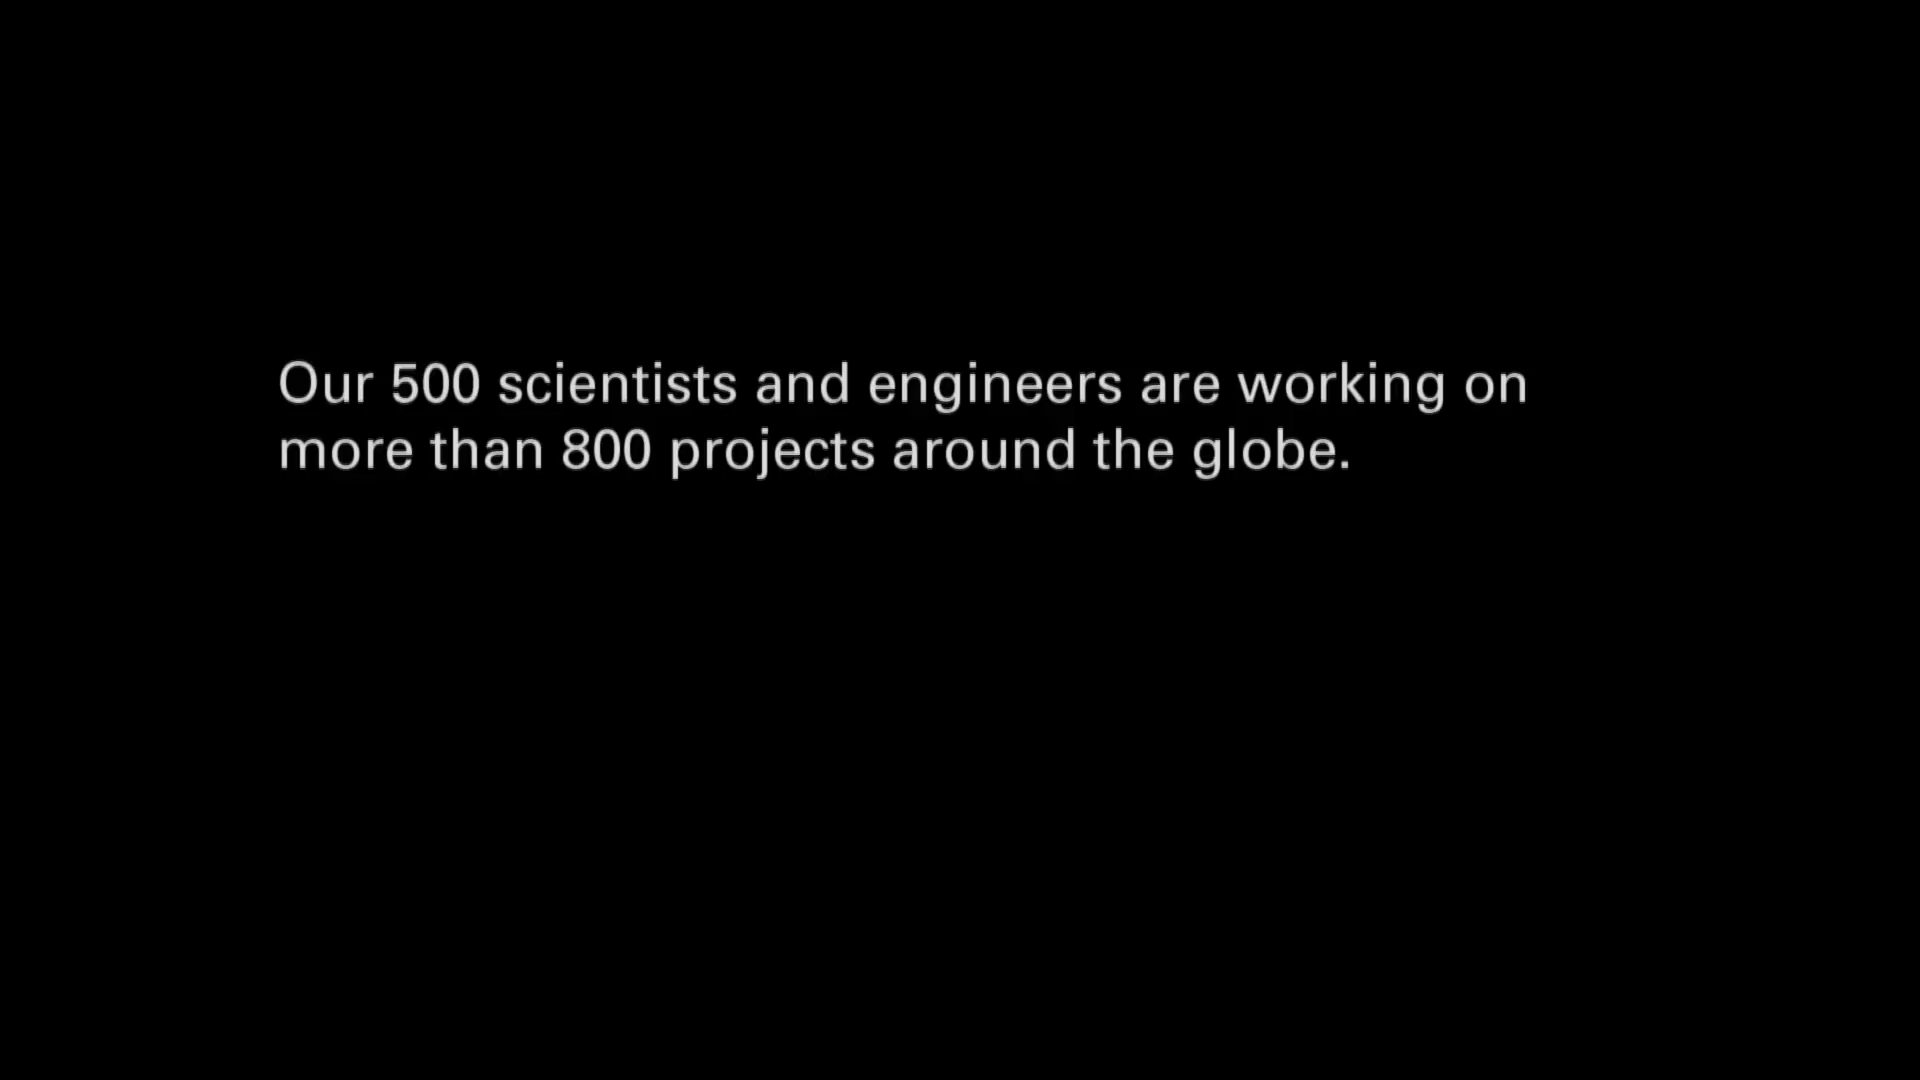 Our 500 scientists and engineers are working on
more than 800 projects around the globe.